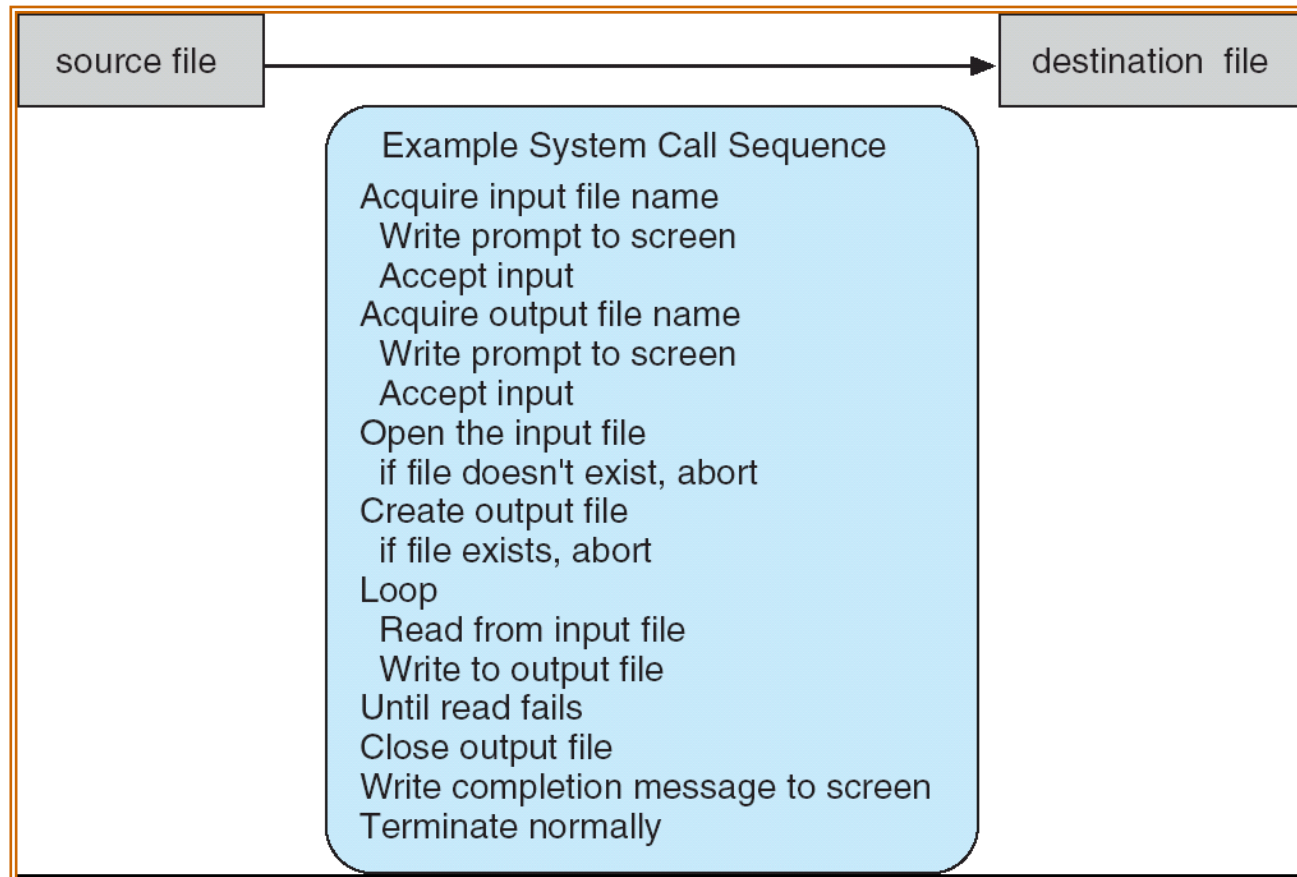 source file
destination file
Example System Call Sequence
Acquire input file name
Write prompt to screen
Accept input
Acquire output file name
Write prompt to screen
Accept input
Open the input file
if file doesn't exist, abort
Create output file
if file exists, abort
Loop
Read from input file
Write to output file
Until read fails
Close output file
Write completion message to screen
Terminate normally